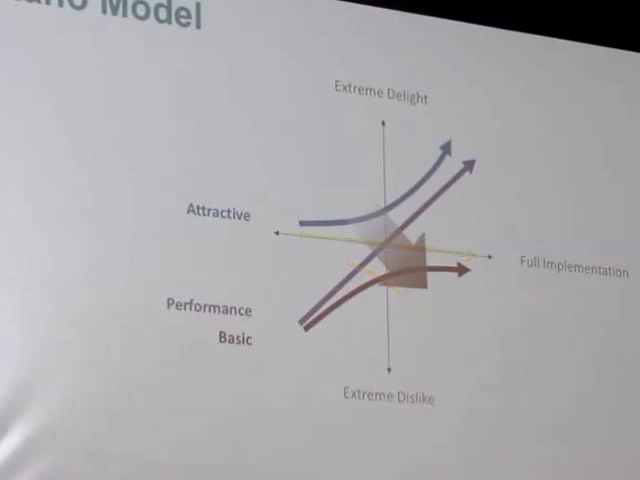 Model
Extreme Delight
Attractive
Full Implementation
Performance
Basic
Extreme Dislike